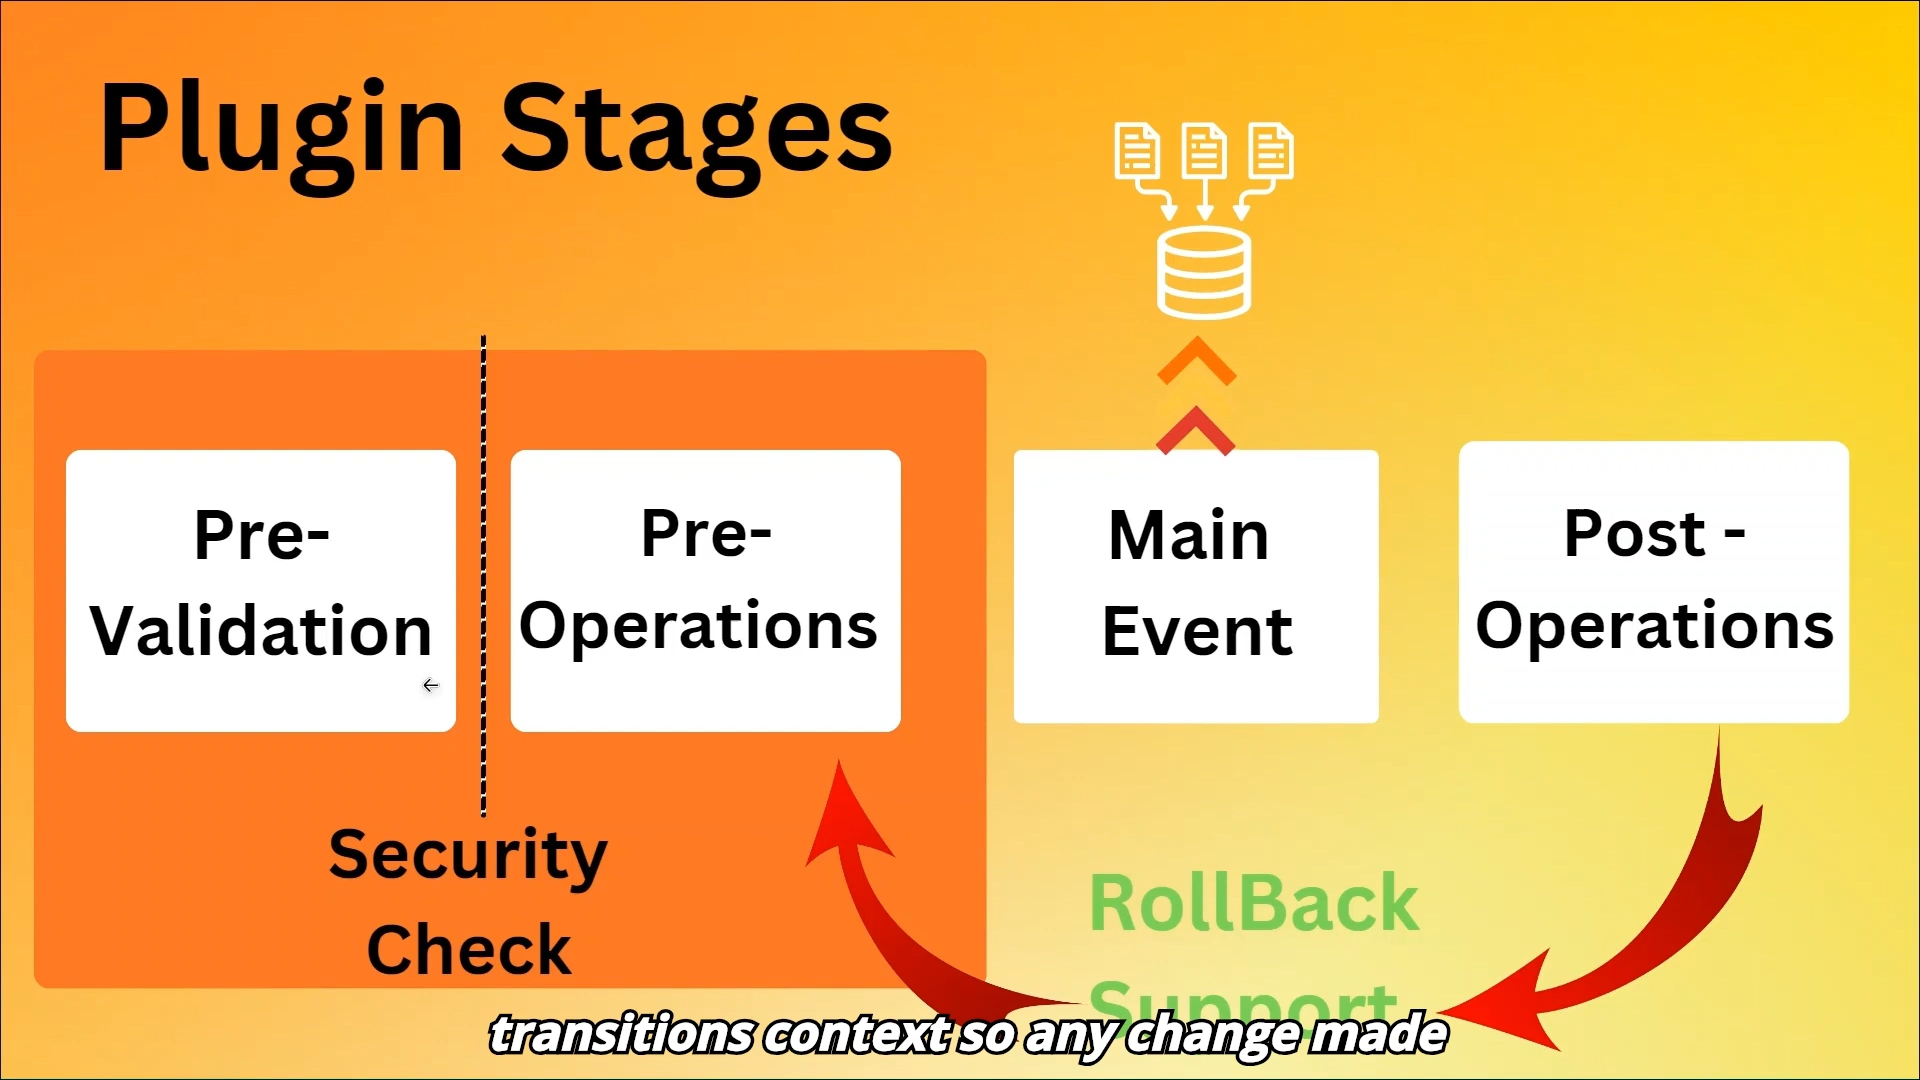 Plugin Stages
Pre-
Validation
Pre-
Operations
Main
Event
Post -
Operations
Security
Check
RollBack
Support
transitions context so any change made